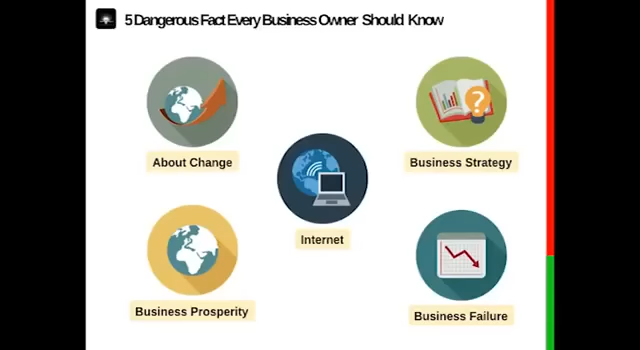 5 Dangerous Fact Every Business Owner Should Know
About Change
Business Strategy
?
Internet
Business Prosperity
Business Failure